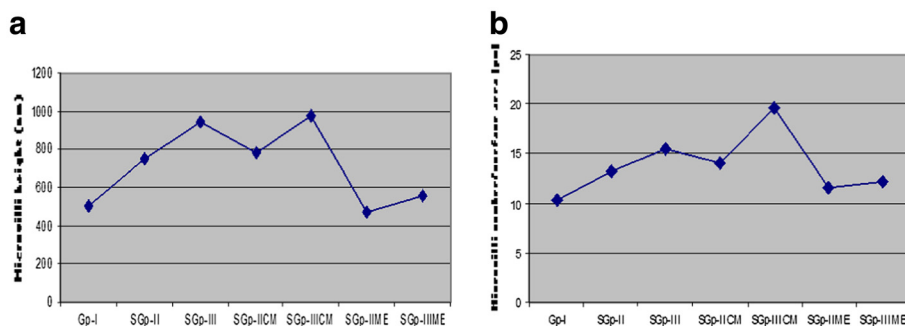 a
Microvilli height (nm)
1200
1000
800
600
400
200
0
Gp-I SGp-II SGp-III SGp-IICM SGp-IIICM SGp-IIME SGp-IIIME
b
25
20
15
10
5
0
Gp-I SGp-II SGp-III SGp-IICM SGp-IIICM SGp-IIME SGp-IIIME